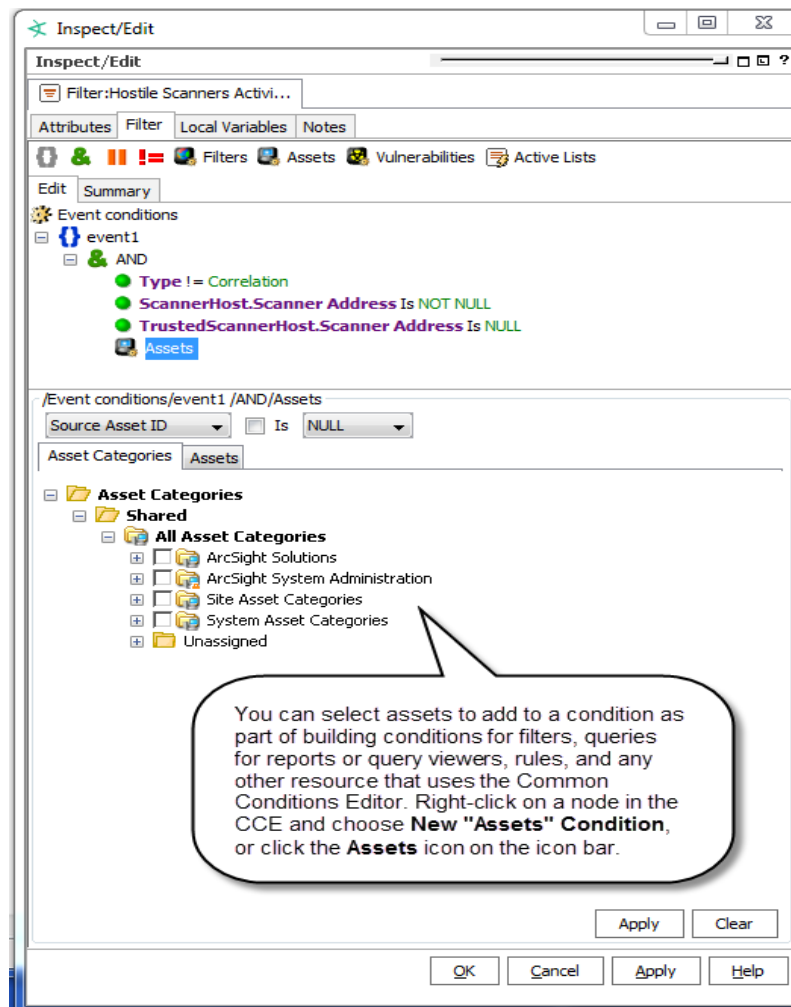 Inspect/Edit
Inspect/Edit ?
Filter:Hostile Scanners Activi...
Attributes Filter Local Variables Notes
{} & != Filters Assets Vulnerabilities Active Lists
Edit Summary
Event conditions
{} event1
& AND
Type != Correlation
ScannerHost.Scanner Address Is NOT NULL
TrustedScannerHost.Scanner Address Is NULL
Assets
/Event conditions/event1 /AND/Assets
Source Asset ID Is NULL
Asset Categories Assets
Asset Categories
Shared
All Asset Categories
ArcSight Solutions
ArcSight System Administration
Site Asset Categories
System Asset Categories
Unassigned
You can select assets to add to a condition as
part of building conditions for filters, queries
for reports or query viewers, rules, and any
other resource that uses the Common
Conditions Editor. Right-click on a node in the
CCE and choose New "Assets" Condition,
or click the Assets icon on the icon bar.
Apply Clear
OK Cancel Apply Help